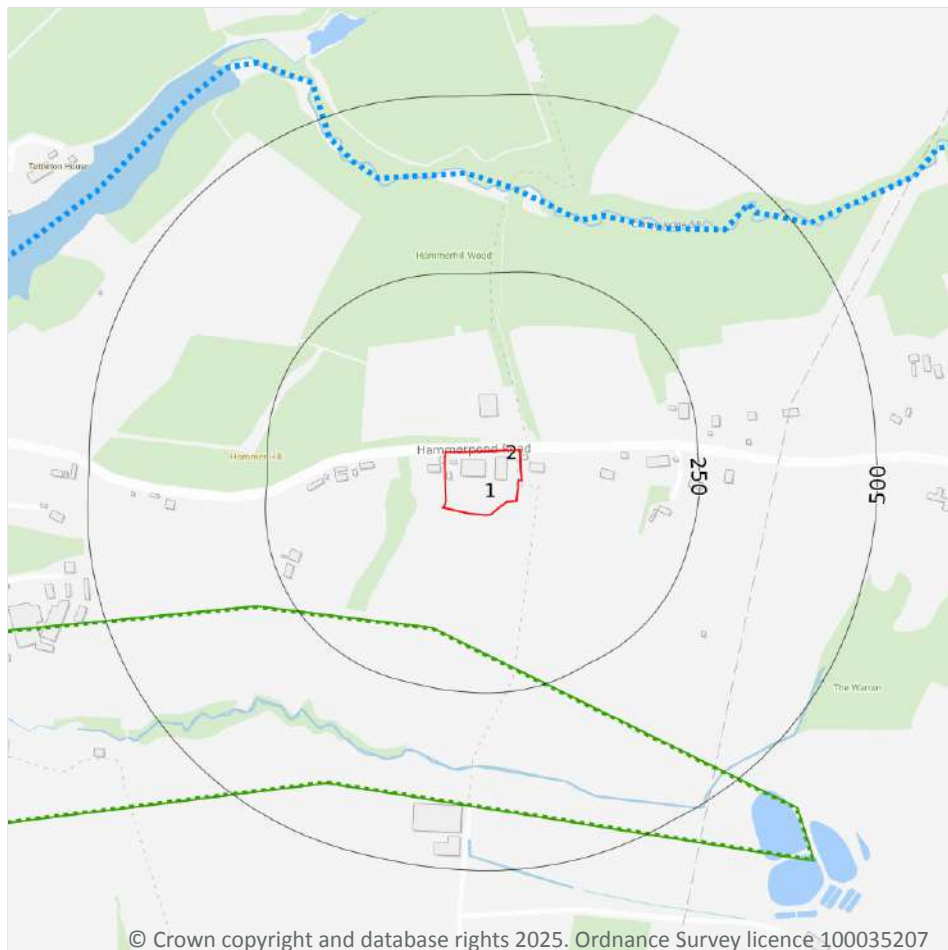 Tattleton House
Hammerhill Wood
Hammerpond Road
Hammerhill
2
1
250
500
The Warren
© Crown copyright and database rights 2025. Ordnance Survey licence 100035207